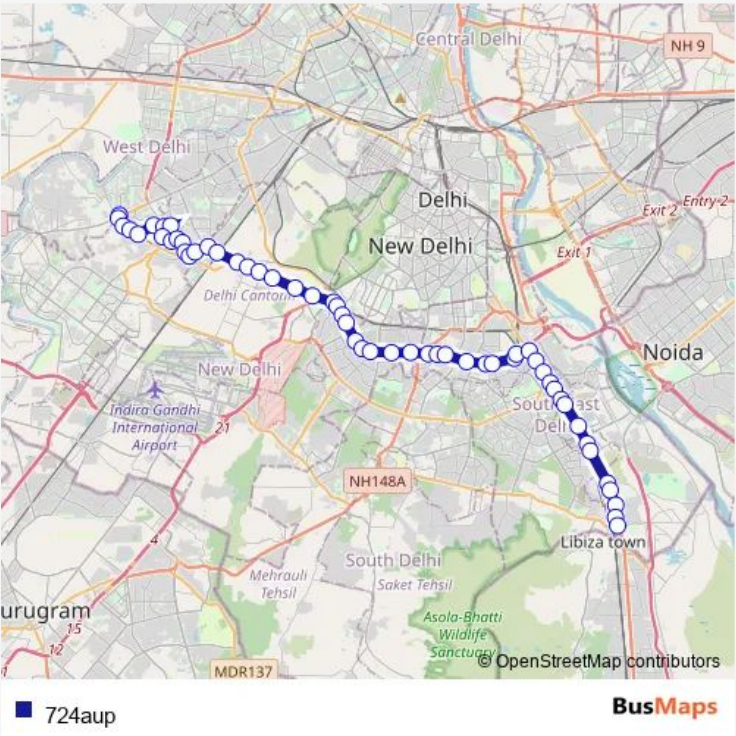 Central Delhi
NH 9
West Delhi
Delhi
Entry 2
Exit 2
New Delhi
Exit 1
Delhi Canton
Noida
New Delhi
Indira Gandhi
International
Airport
21
South East
Delhi
NH148A
4
Libiza town
South Delhi
Mehrauli
Tehsil
Saket Tehsil
urugram
15
12
1
Asola-Bhatti
Wildlife
Sanctuary
MDR137
© OpenStreetMap contributors
724aup
BusMaps